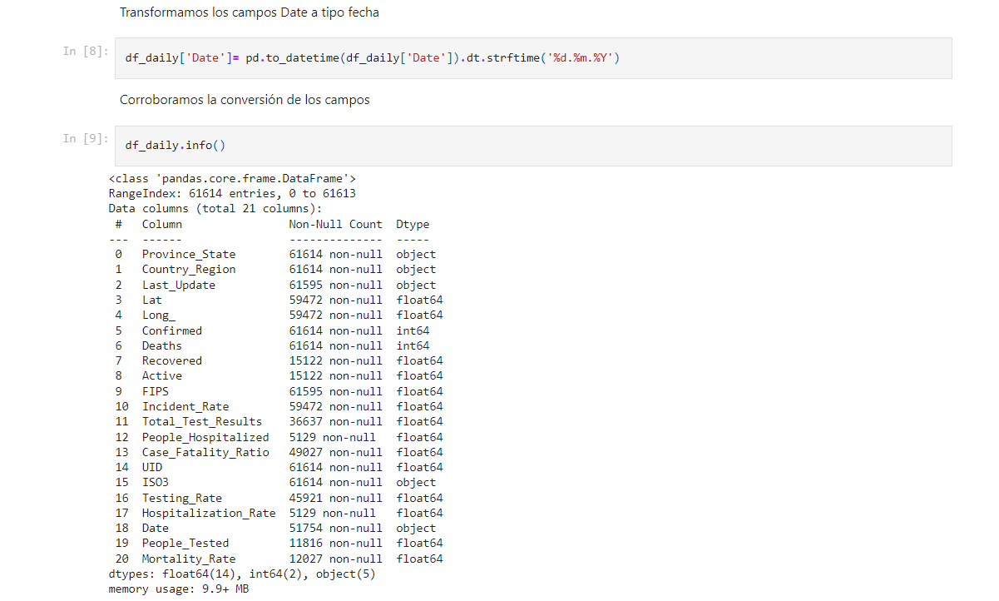 Transformamos los campos Date a tipo fecha
In [8]: df_daily['Date']= pd.to_datetime(df_daily['Date']).dt.strftime('%d.%m.%Y')
Corroboramos la conversión de los campos
In [9]: df_daily.info()
<class 'pandas.core.frame.DataFrame'>
RangeIndex: 61614 entries, 0 to 61613
Data columns (total 21 columns):
 #   Column                Non-Null Count  Dtype
---  ------                --------------  -----
 0   Province_State        61614 non-null  object
 1   Country_Region        61614 non-null  object
 2   Last_Update           61595 non-null  object
 3   Lat                   59472 non-null  float64
 4   Long_                 59472 non-null  float64
 5   Confirmed             61614 non-null  int64
 6   Deaths                61614 non-null  int64
 7   Recovered             15122 non-null  float64
 8   Active                15122 non-null  float64
 9   FIPS                  61595 non-null  float64
 10  Incident_Rate         59472 non-null  float64
 11  Total_Test_Results    36637 non-null  float64
 12  People_Hospitalized   5129 non-null   float64
 13  Case_Fatality_Ratio   49027 non-null  float64
 14  UID                   61614 non-null  float64
 15  ISO3                  61614 non-null  object
 16  Testing_Rate          45921 non-null  float64
 17  Hospitalization_Rate  5129 non-null   float64
 18  Date                  51754 non-null  object
 19  People_Tested         11816 non-null  float64
 20  Mortality_Rate        12027 non-null  float64
dtypes: float64(14), int64(2), object(5)
memory usage: 9.9+ MB